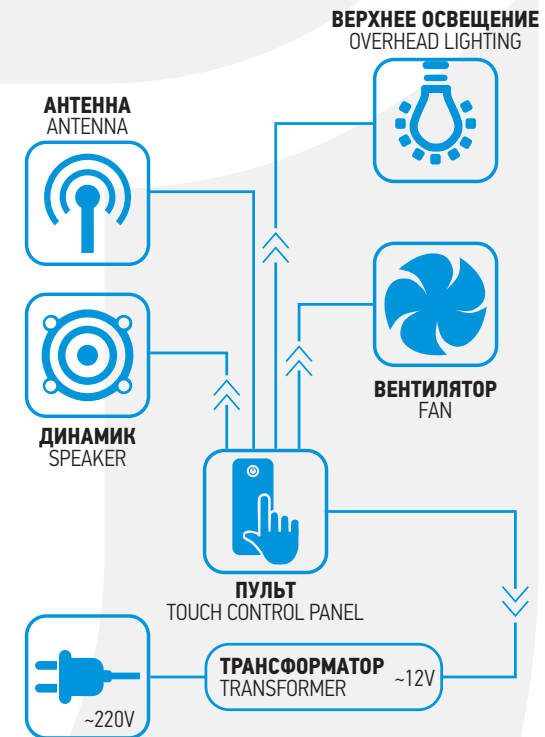 ВЕРХНЕЕ ОСВЕЩЕНИЕ
OVERHEAD LIGHTING
АНТЕННА
ANTENNA
ВЕНТИЛЯТОР
FAN
ДИНАМИК
SPEAKER
ПУЛЬТ
TOUCH CONTROL PANEL
ТРАНСФОРМАТОР
TRANSFORMER
~12V
~220V